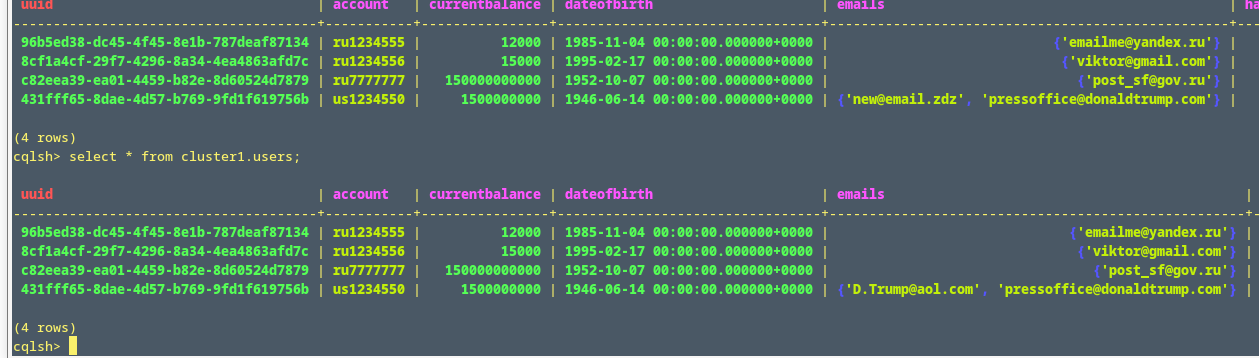 uuid | account | currentbalance | dateofbirth | emails | ha
--------------------------------------+------------+----------------+---------------------------------+--------------------------------------------------+---
96b5ed38-dc45-4f45-8e1b-787deaf87134 | ru1234555 | 12000 | 1985-11-04 00:00:00.000000+0000 | {'emailme@yandex.ru'} |
8cf1a4cf-29f7-4296-8a34-4ea4863afd7c | ru1234556 | 15000 | 1995-02-17 00:00:00.000000+0000 | {'viktor@gmail.com'} |
c82eea39-ea01-4459-b82e-8d60524d7879 | ru7777777 | 150000000000 | 1952-10-07 00:00:00.000000+0000 | {'post_sf@gov.ru'} |
431fff65-8dae-4d57-b769-9fd1f619756b | us1234550 | 1500000000 | 1946-06-14 00:00:00.000000+0000 | {'new@email.zdz', 'pressoffice@donaldtrump.com'} |
(4 rows)
cqlsh> select * from cluster1.users;
uuid | account | currentbalance | dateofbirth | emails | h
--------------------------------------+-----------+----------------+---------------------------------+----------------------------------------------------+-
96b5ed38-dc45-4f45-8e1b-787deaf87134 | ru1234555 | 12000 | 1985-11-04 00:00:00.000000+0000 | {'emailme@yandex.ru'} |
8cf1a4cf-29f7-4296-8a34-4ea4863afd7c | ru1234556 | 15000 | 1995-02-17 00:00:00.000000+0000 | {'viktor@gmail.com'} |
c82eea39-ea01-4459-b82e-8d60524d7879 | ru7777777 | 150000000000 | 1952-10-07 00:00:00.000000+0000 | {'post_sf@gov.ru'} |
431fff65-8dae-4d57-b769-9fd1f619756b | us1234550 | 1500000000 | 1946-06-14 00:00:00.000000+0000 | {'D.Trump@aol.com', 'pressoffice@donaldtrump.com'} |
(4 rows)
cqlsh>